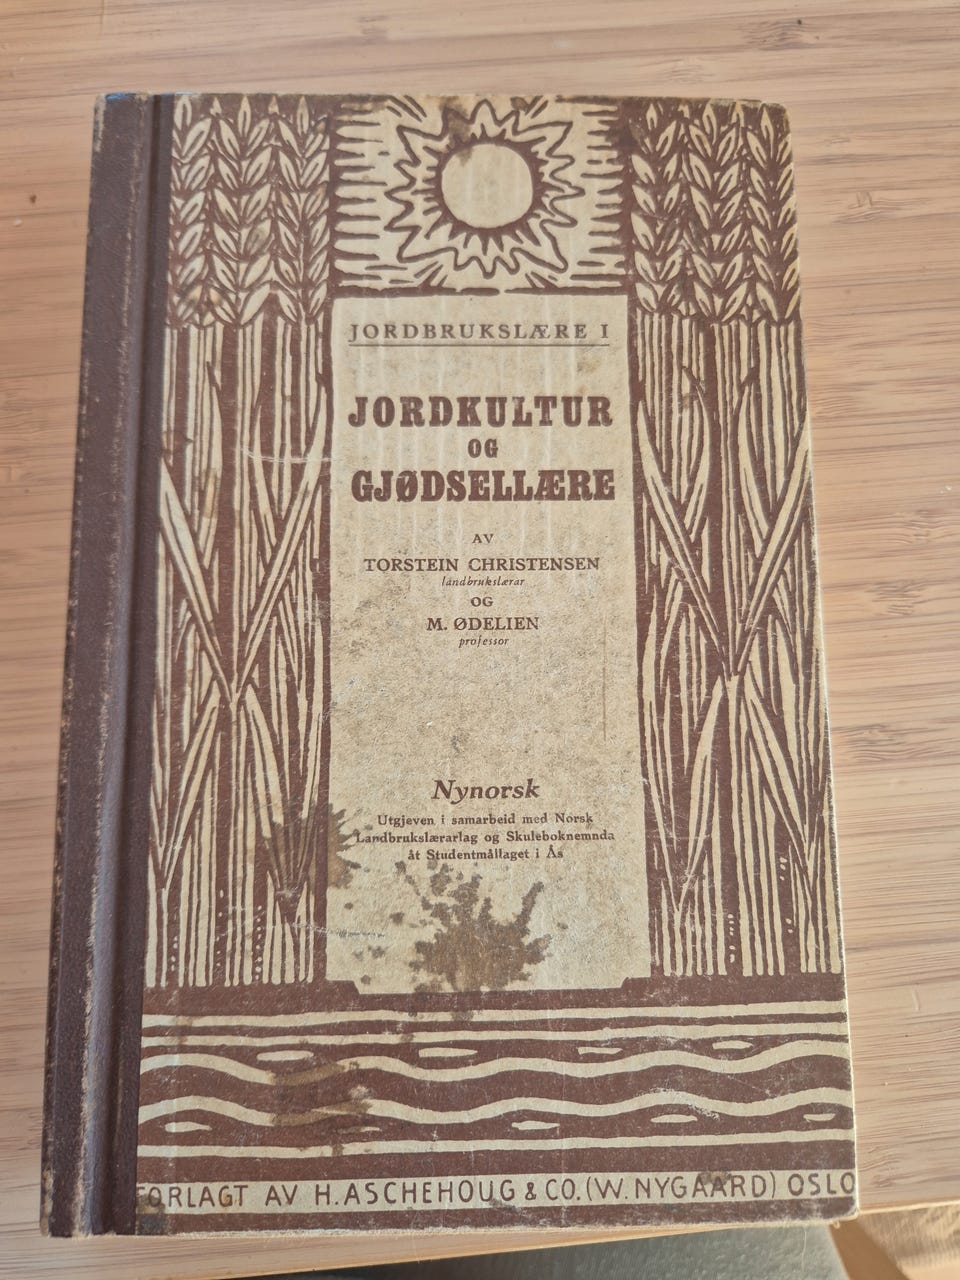 JORDBRUKSLÆRE I
JORDKULTUR
OG
GJØDSELLÆRE
AV
TORSTEIN CHRISTENSEN
landbrukslærar
OG
M. ØDELIEN
professor
Nynorsk
Utgjeven i samarbeid med Norsk
Landbrukslærarlag og Skuleboknemnda
åt Studentmållaget i Ås
FORLAGT AV H. ASCHEHOUG & CO. (W. NYGAARD) OSLO